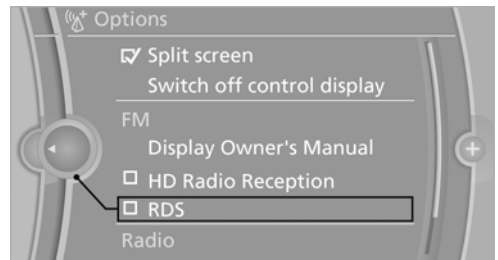 Options
Split screen
Switch off control display
FM
Display Owner's Manual
HD Radio Reception
RDS
Radio